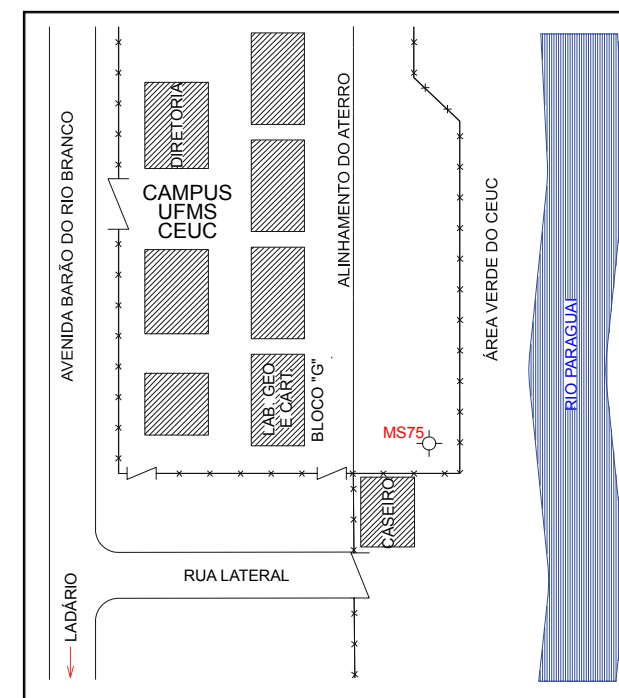 AVENIDA BARÃO DO RIO BRANCO
DIRETORIA
CAMPUS
UFMS
CEUC
ALINHAMENTO DO ATERRO
ÁREA VERDE DO CEUC
RIO PARAGUAI
LAB. GEO
E CART.
BLOCO "G"
MS75
CASEIRO
RUA LATERAL
LADÁRIO